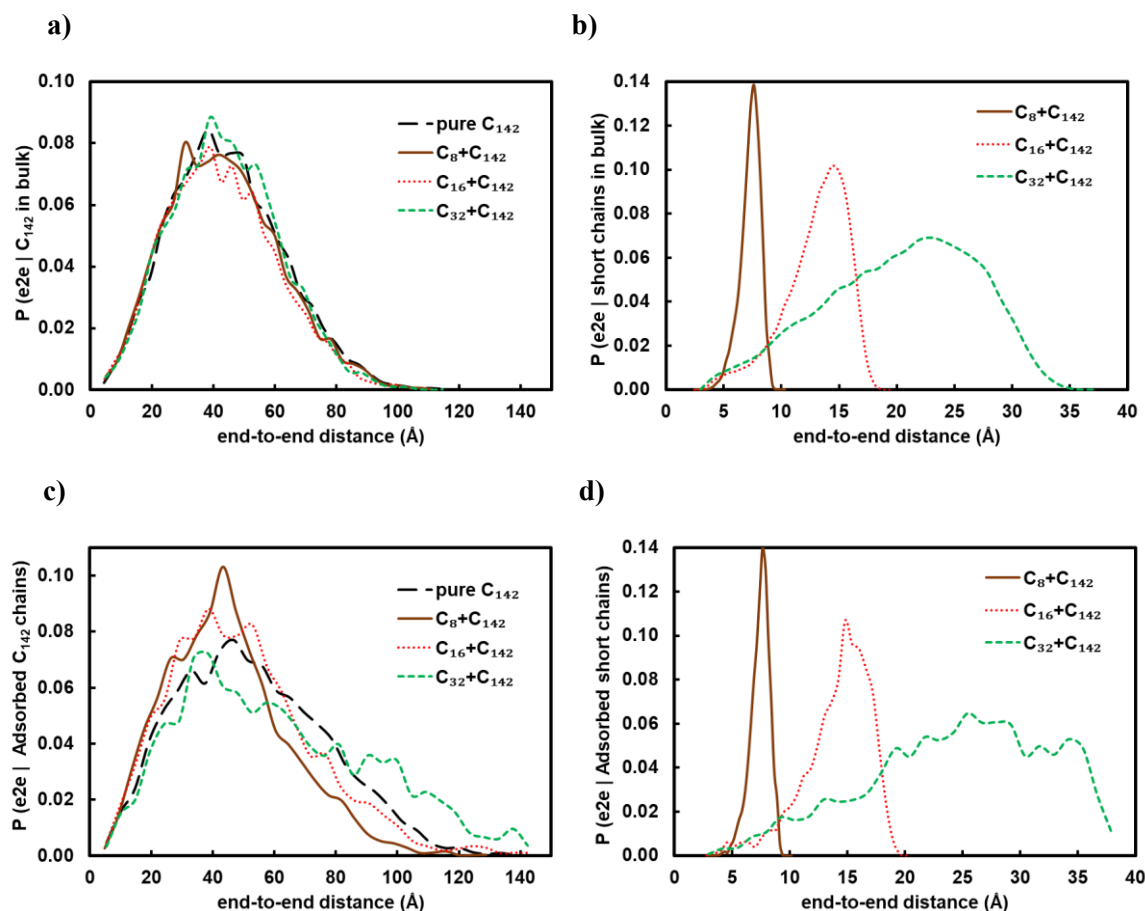 a)
P (e2e | C₁₄₂ in bulk)
0.10
0.08
0.06
0.04
0.02
0.00
0 20 40 60 80 100 120 140
end-to-end distance (Å)
pure C₁₄₂
C₈+C₁₄₂
C₁₆+C₁₄₂
C₃₂+C₁₄₂
b)
P (e2e | short chains in bulk)
0.14
0.12
0.10
0.08
0.06
0.04
0.02
0.00
0 5 10 15 20 25 30 35 40
end-to-end distance (Å)
C₈+C₁₄₂
C₁₆+C₁₄₂
C₃₂+C₁₄₂
c)
P (e2e | Adsorbed C₁₄₂ chains)
0.10
0.08
0.06
0.04
0.02
0.00
0 20 40 60 80 100 120 140
end-to-end distance (Å)
pure C₁₄₂
C₈+C₁₄₂
C₁₆+C₁₄₂
C₃₂+C₁₄₂
d)
P (e2e | Adsorbed short chains)
0.14
0.12
0.10
0.08
0.06
0.04
0.02
0.00
0 5 10 15 20 25 30 35 40
end-to-end distance (Å)
C₈+C₁₄₂
C₁₆+C₁₄₂
C₃₂+C₁₄₂